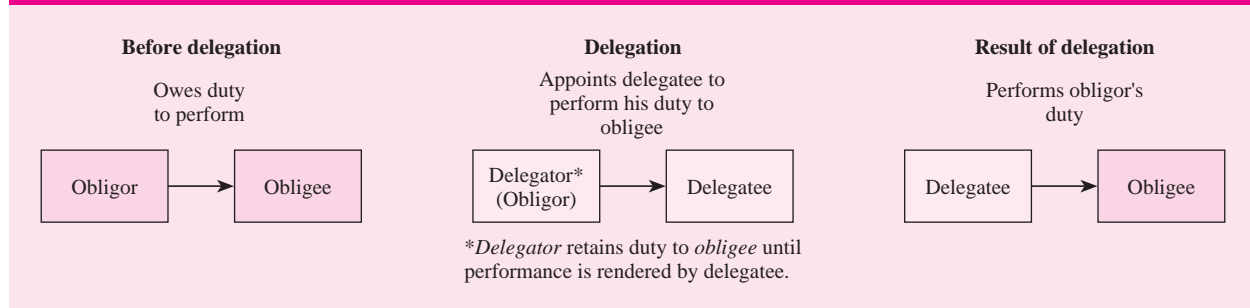 Before delegation
Owes duty
to perform
Obligor
Obligee
Delegation
Appoints delegatee to
perform his duty to
obligee
Delegator*
(Obligor)
Delegatee
*Delegator retains duty to obligee until
performance is rendered by delegatee.
Result of delegation
Performs obligor's
duty
Delegatee
Obligee